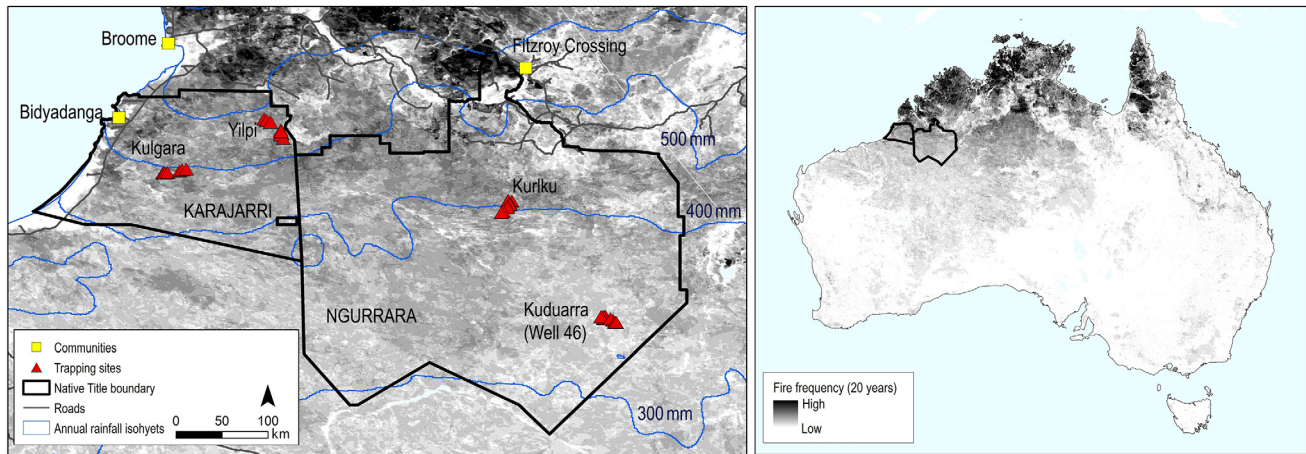 Broome
Fitzroy Crossing
Bidyadanga
Yilpi
Kulgara
500 mm
Kurlku
KARAJARRI
400 mm
NGURRARA
Kuduarra
(Well 46)
300 mm
Communities
Trapping sites
Native Title boundary
Roads
Annual rainfall isohyets
0 50 100
km
Fire frequency (20 years)
High
Low